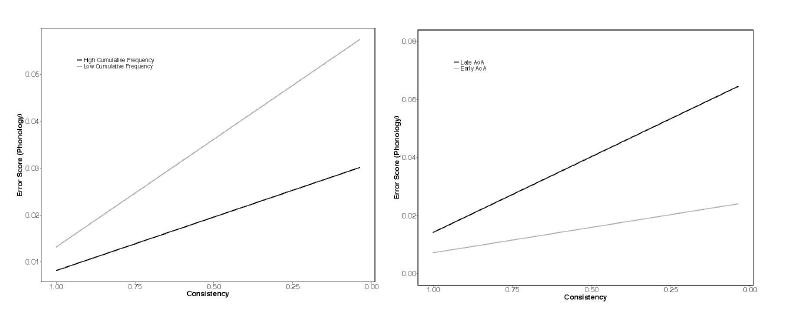 High Cumulative Frequency
Low Cumulative Frequency
Error Score (Phonology)
0.05
0.04
0.03
0.02
0.01
1.00 0.75 0.50 0.25 0.00
Consistency
Late AoA
Early AoA
Error Score (Phonology)
0.08
0.06
0.04
0.02
0.00
1.00 0.75 0.50 0.25 0.00
Consistency